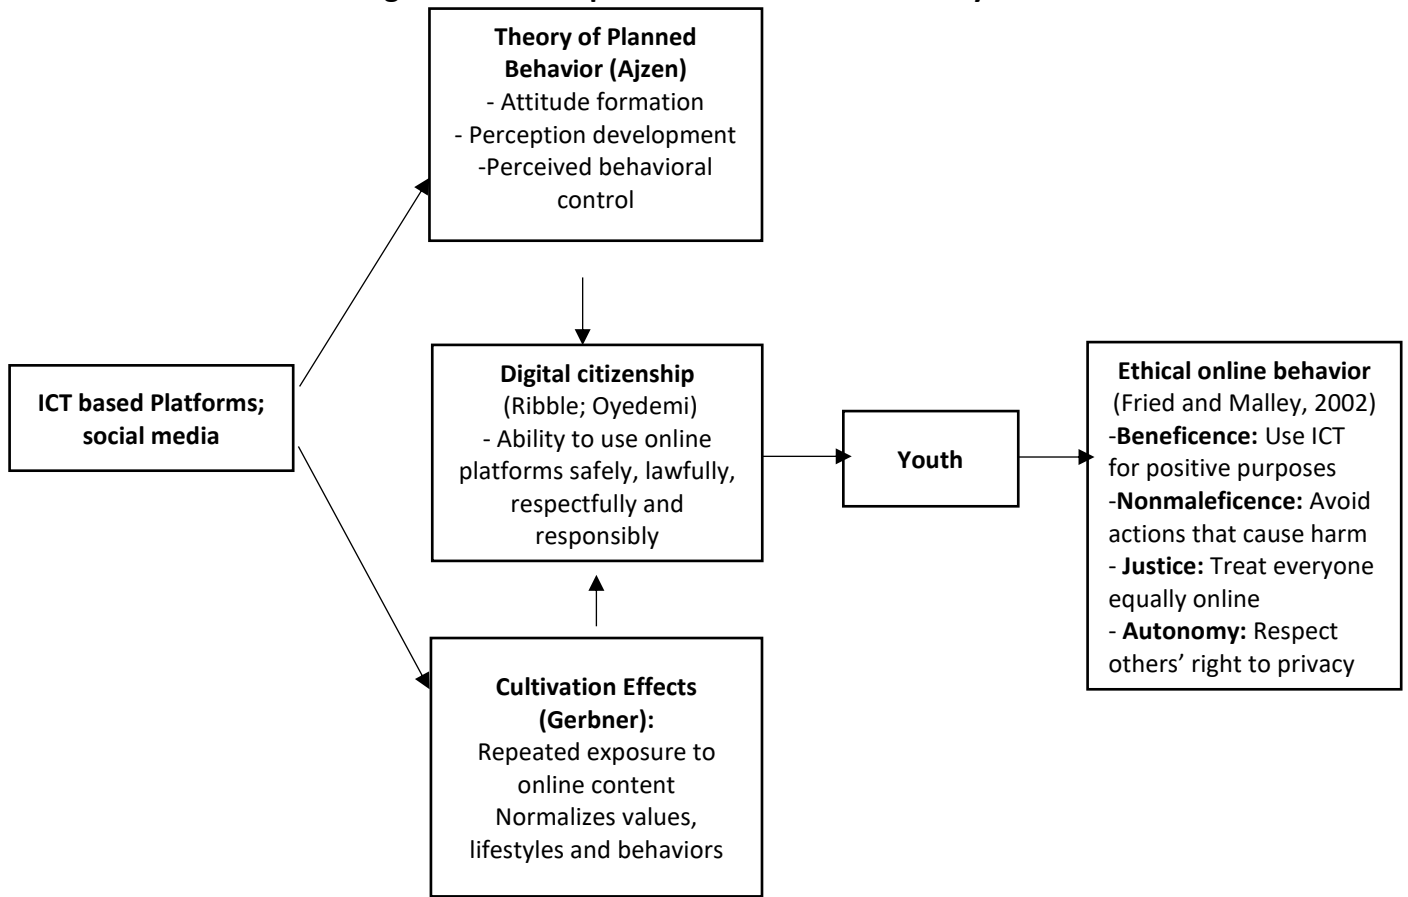 Theory of Planned
Behavior (Ajzen)
- Attitude formation
- Perception development
-Perceived behavioral
control
ICT based Platforms;
social media
Digital citizenship
(Ribble; Oyedemi)
- Ability to use online
platforms safely, lawfully,
respectfully and
responsibly
Youth
Ethical online behavior
(Fried and Malley, 2002)
-Beneficence: Use ICT
for positive purposes
-Nonmaleficence: Avoid
actions that cause harm
- Justice: Treat everyone
equally online
- Autonomy: Respect
others’ right to privacy
Cultivation Effects
(Gerbner):
Repeated exposure to
online content
Normalizes values,
lifestyles and behaviors